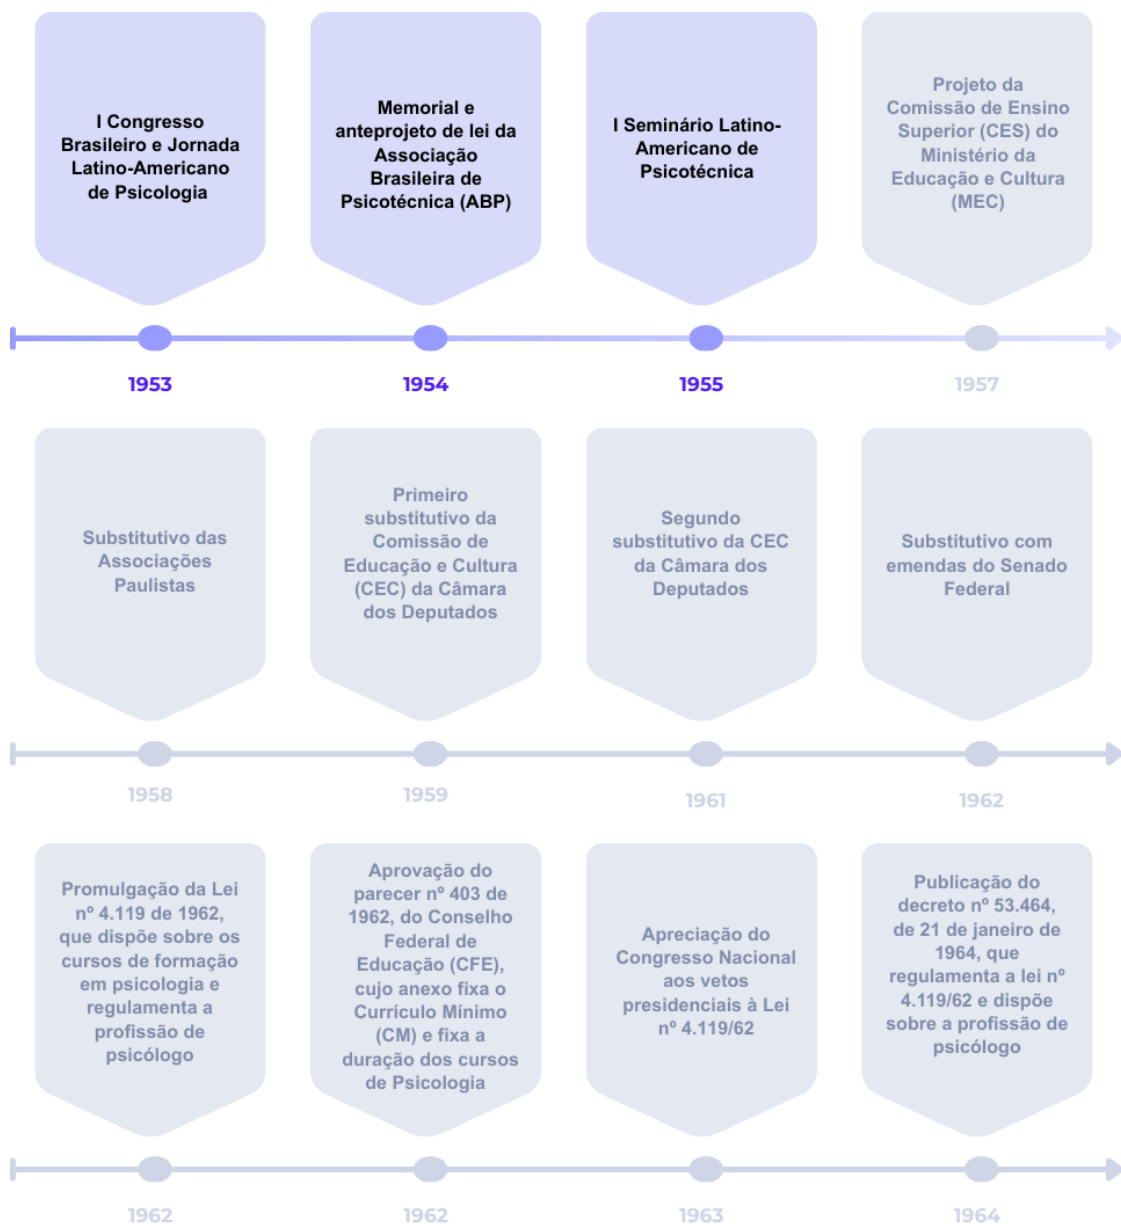 I Congresso
Brasileiro e Jornada
Latino-Americano
de Psicologia
Memorial e
anteprojeto de lei da
Associação
Brasileira de
Psicotécnica (ABP)
I Seminário Latino-
Americano de
Psicotécnica
Projeto da
Comissão de Ensino
Superior (CES) do
Ministério da
Educação e Cultura
(MEC)
1953
1954
1955
1957
Substitutivo das
Associações
Paulistas
Primeiro
substitutivo da
Comissão de
Educação e Cultura
(CEC) da Câmara
dos Deputados
Segundo
substitutivo da CEC
da Câmara dos
Deputados
Substitutivo com
emendas do Senado
Federal
1958
1959
1961
1962
Promulgação da Lei
nº 4.119 de 1962,
que dispõe sobre os
cursos de formação
em psicologia e
regulamenta a
profissão de
psicólogo
Aprovação do
parecer nº 403 de
1962, do Conselho
Federal de
Educação (CFE),
cujo anexo fixa o
Currículo Mínimo
(CM) e fixa a
duração dos cursos
de Psicologia
Apreciação do
Congresso Nacional
aos vetos
presidenciais à Lei
nº 4.119/62
Publicação do
decreto nº 53.464,
de 21 de janeiro de
1964, que
regulamenta a lei nº
4.119/62 e dispõe
sobre a profissão de
psicólogo
1962
1962
1963
1964